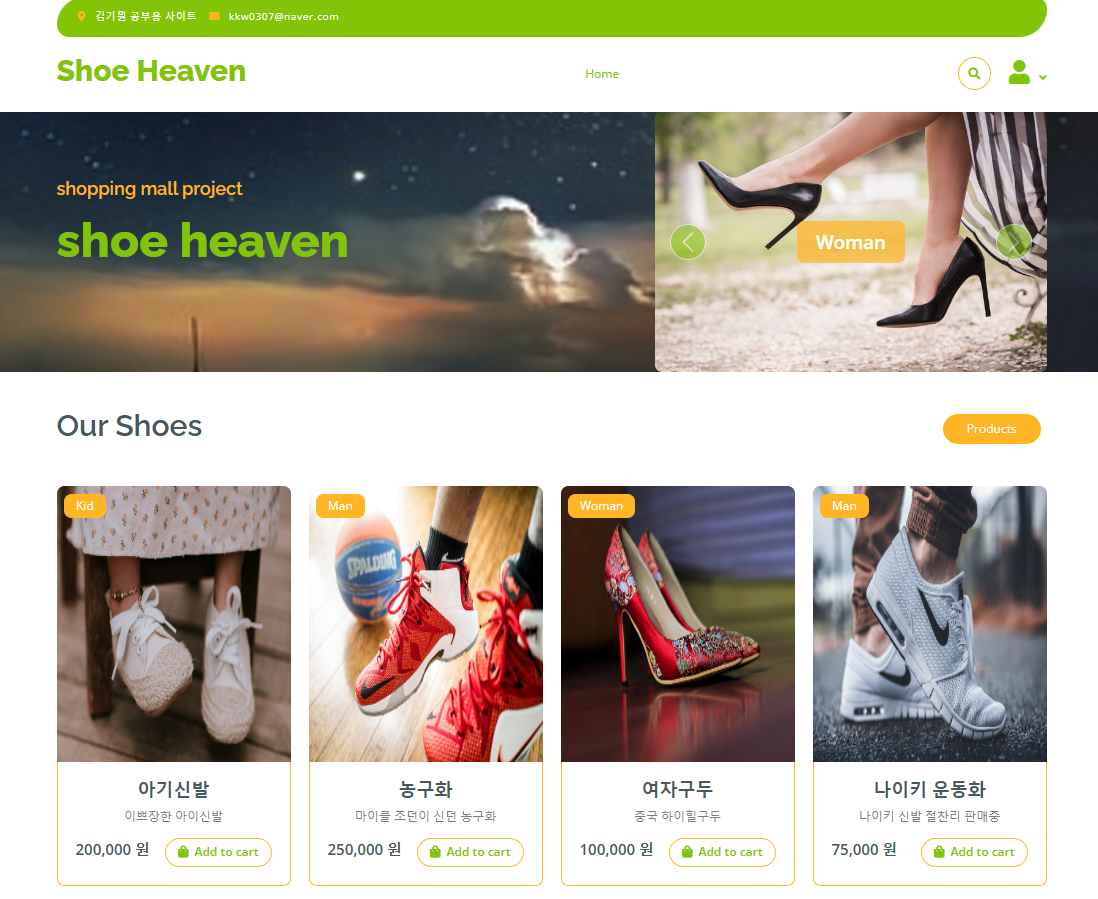 김기원 공부용 사이트 kkw0307@naver.com
Shoe Heaven
Home
shopping mall project
shoe heaven
Woman
Our Shoes
Products
Kid
Man
SPALDING
Woman
Man
아기신발
이쁘장한 아이신발
200,000 원 Add to cart
농구화
마이클 조던이 신던 농구화
250,000 원 Add to cart
여자구두
중국 하이힐구두
100,000 원 Add to cart
나이키 운동화
나이키 신발 절찬리 판매중
75,000 원 Add to cart